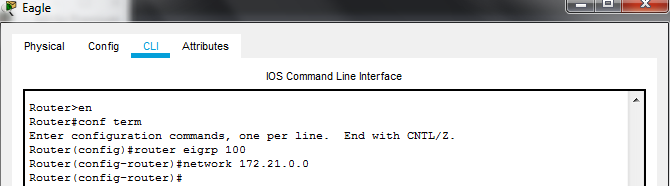 Eagle
Physical Config CLI Attributes
IOS Command Line Interface
Router>en
Router#conf term
Enter configuration commands, one per line.  End with CNTL/Z.
Router(config)#router eigrp 100
Router(config-router)#network 172.21.0.0
Router(config-router)#